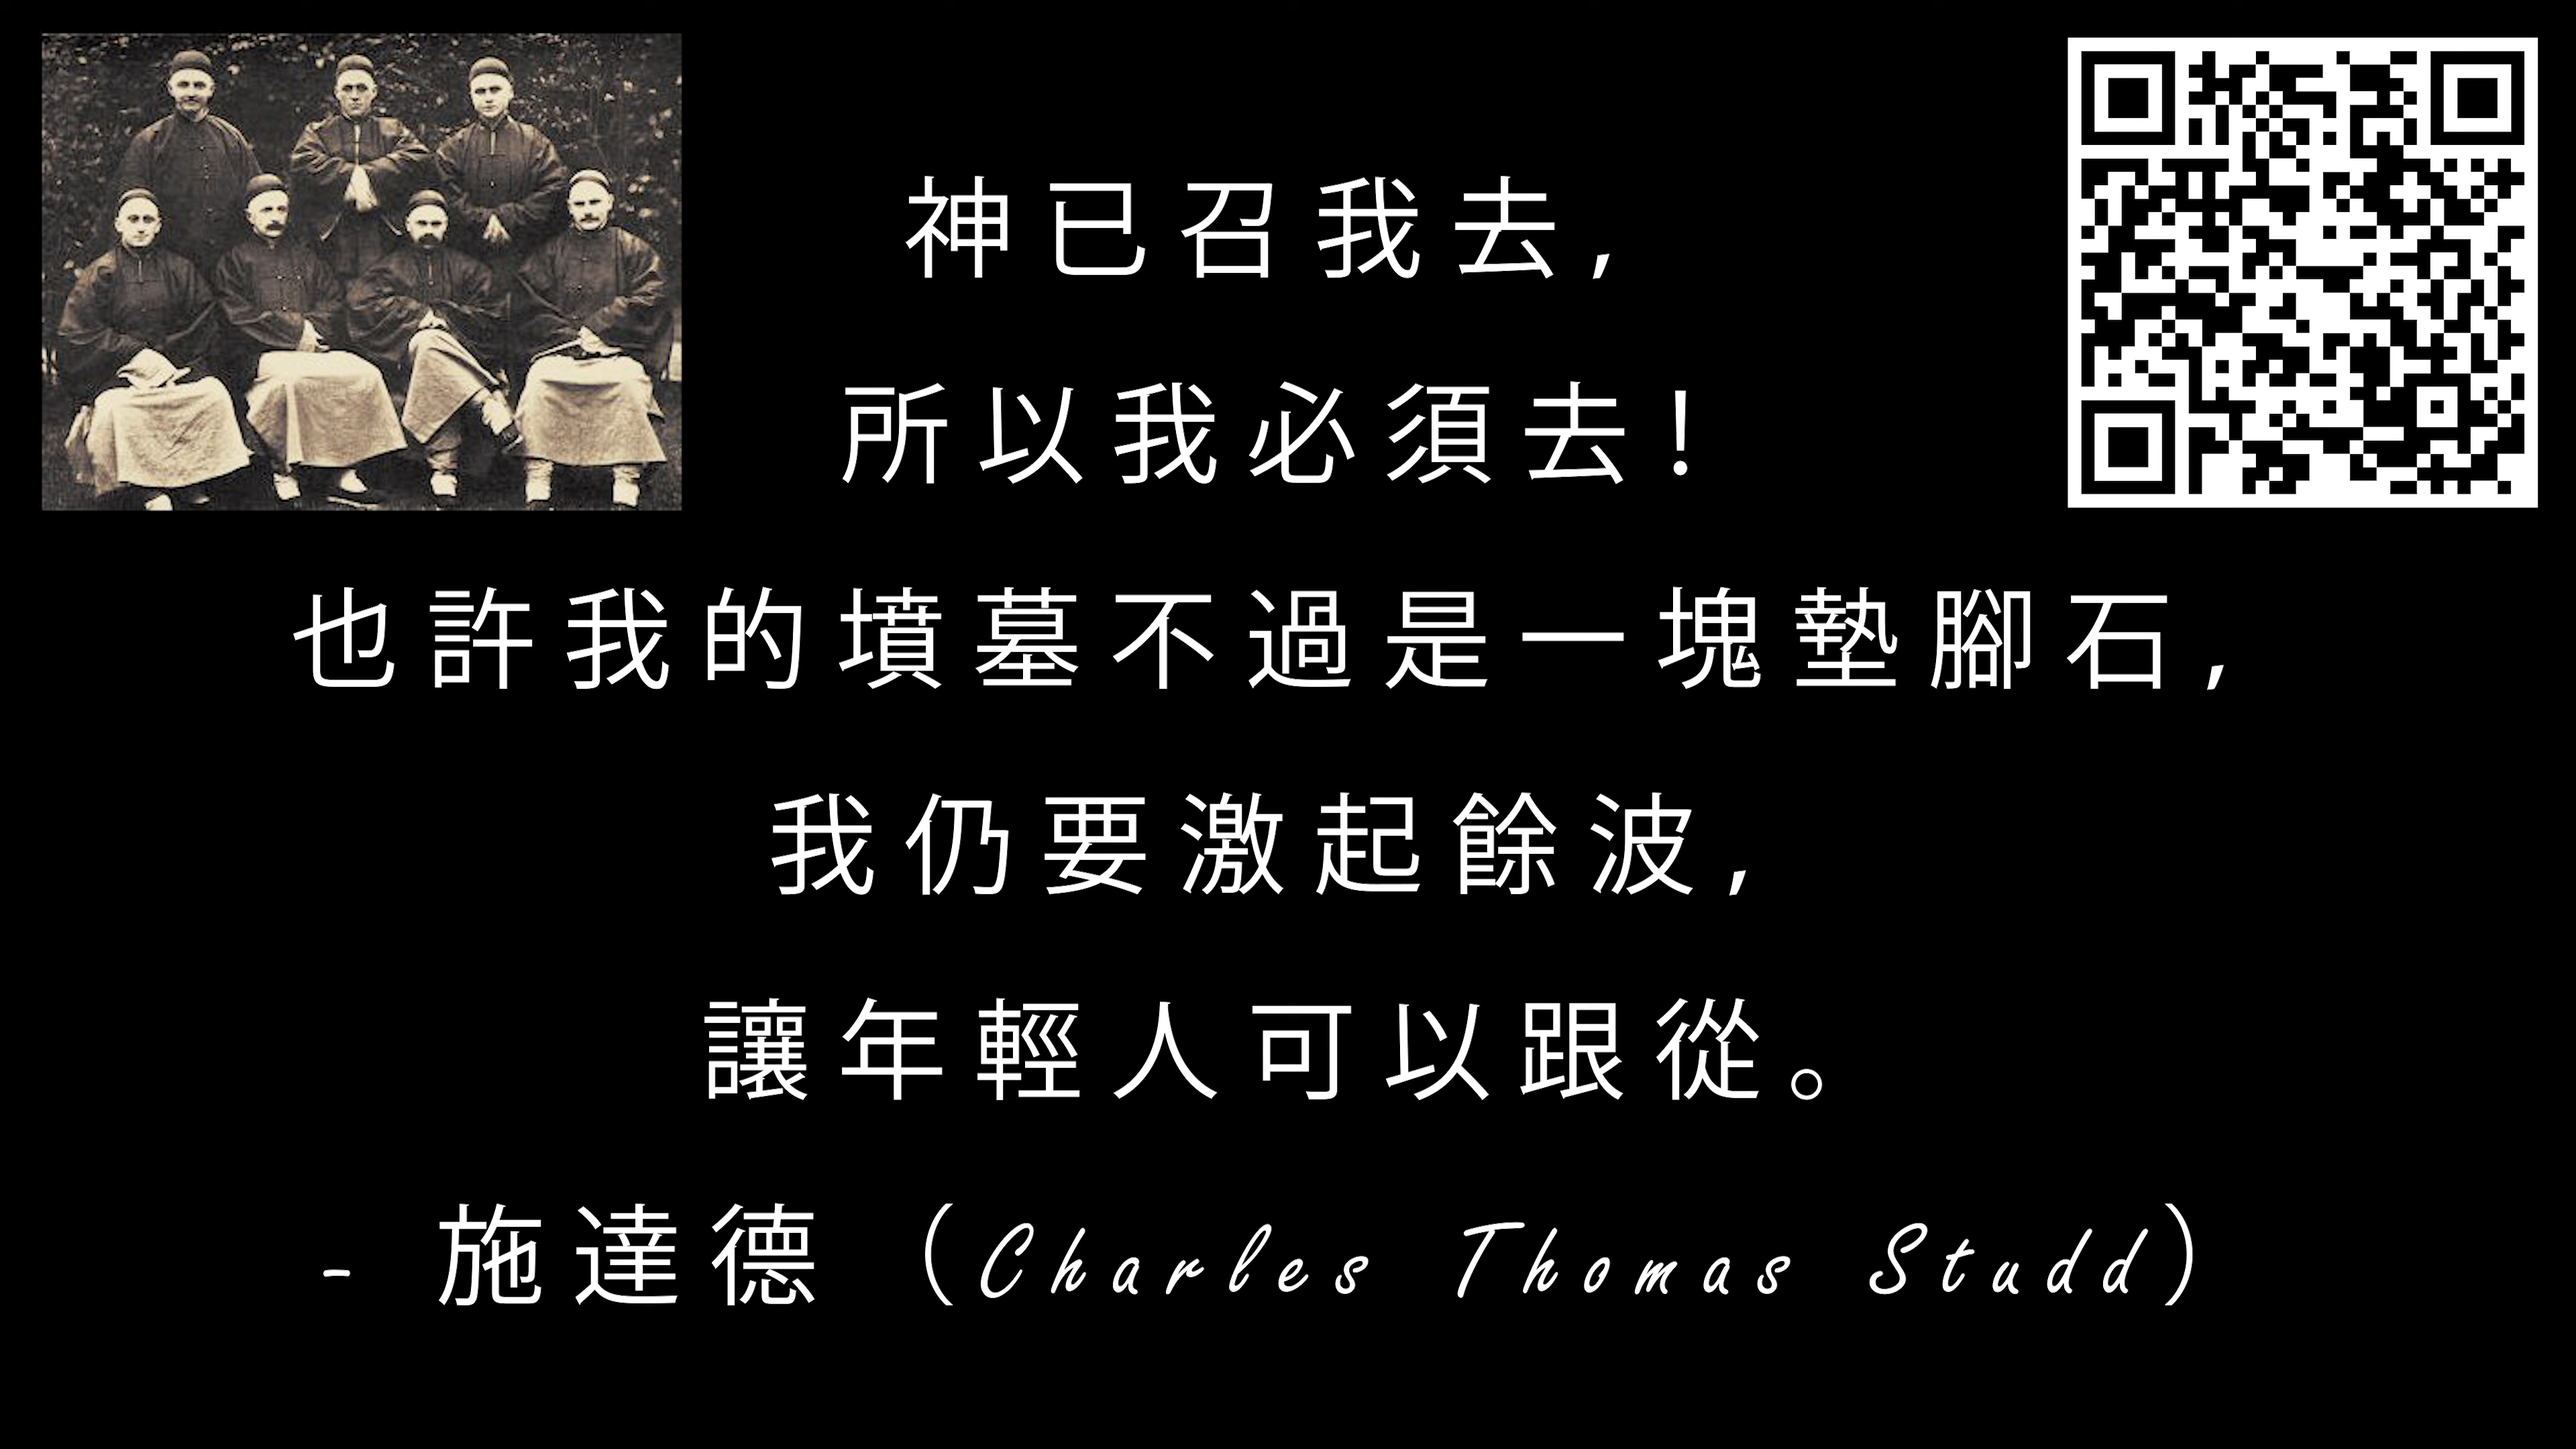 神已召我去,
所以我必須去!
也許我的墳墓不過是一塊墊腳石,
我仍要激起餘波,
讓年輕人可以跟從。
- 施達德 (Charles Thomas Studd)